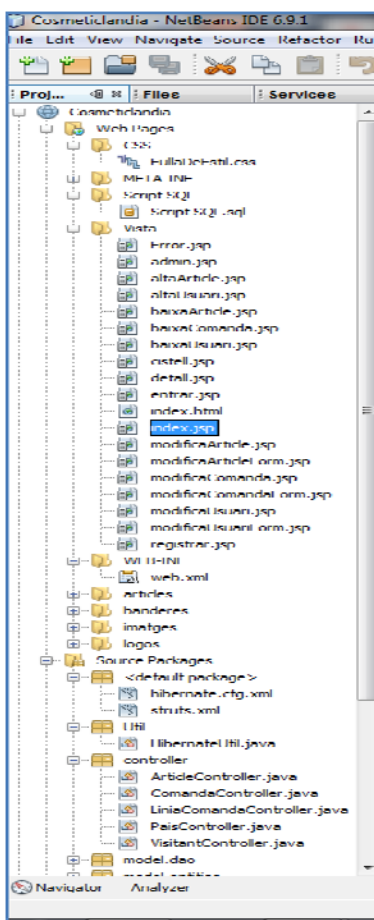 Cosmeticlandia - NetBeans IDE 6.9.1
File Edit View Navigate Source Refactor Ru
Proj... Files Services
Cosmeticlandia
Web Pages
CSS
FullaDeEstil.css
META-INF
Script SQL
Script SQL.sql
Vista
Error.jsp
admin.jsp
altaArticle.jsp
altaUsuari.jsp
baixaArticle.jsp
baixaComanda.jsp
baixaUsuari.jsp
cistell.jsp
detall.jsp
entrar.jsp
index.html
index.jsp
modificaArticle.jsp
modificaArticleForm.jsp
modificaComanda.jsp
modificaComandaForm.jsp
modificaUsuari.jsp
modificaUsuariForm.jsp
registrar.jsp
WEB-INF
web.xml
articles
banderes
imatges
logos
Source Packages
<default package>
hibernate.cfg.xml
struts.xml
Util
HibernateUtil.java
controller
ArticleController.java
ComandaController.java
LiniaComandaController.java
PaisController.java
VisitantController.java
model.dao
model.entities
Navigator Analyzer